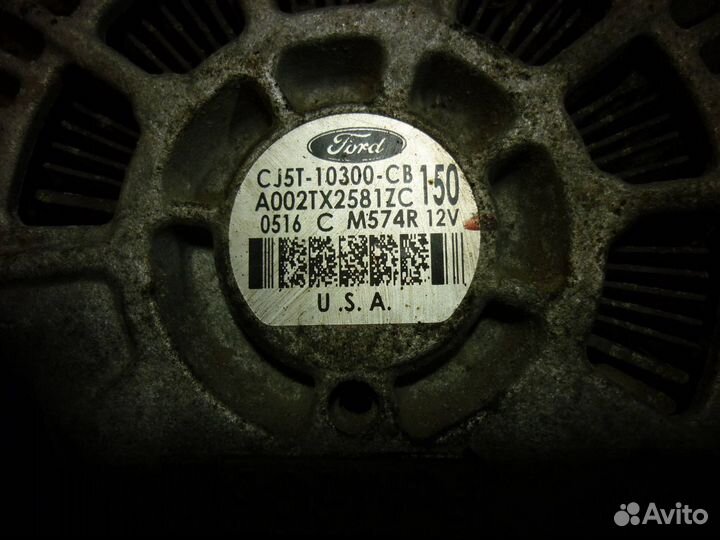 Ford
CJ5T-10300-CB 150
A002TX2581ZC
0516 C M574R 12V
U.S.A.
Avito